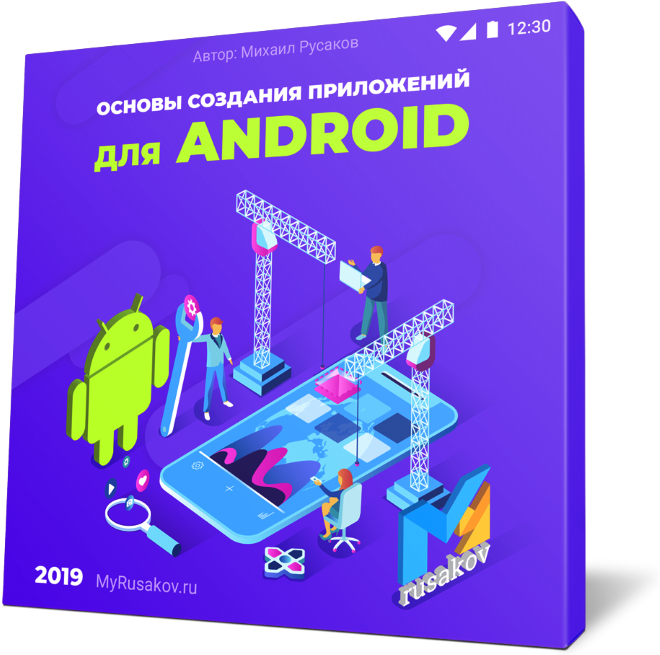 12:30
Автор: Михаил Русаков
ОСНОВЫ СОЗДАНИЯ ПРИЛОЖЕНИЙ
ДЛЯ ANDROID
rusakov
2019 MyRusakov.ru